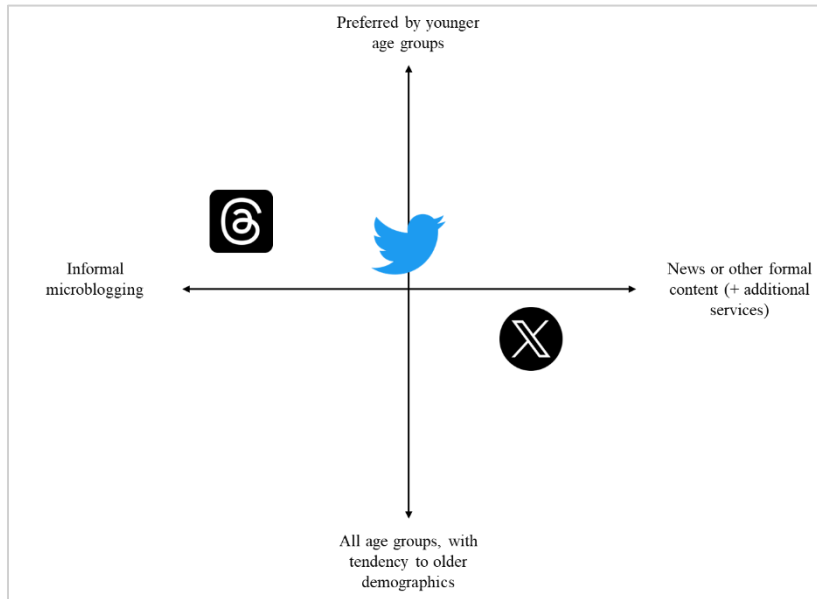 Preferred by younger
age groups
Informal
microblogging
News or other formal
content (+ additional
services)
All age groups, with
tendency to older
demographics